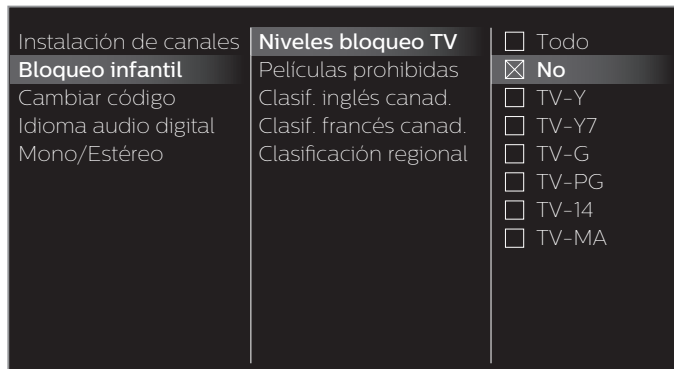 Instalación de canales
Bloqueo infantil
Cambiar código
Idioma audio digital
Mono/Estéreo
Niveles bloqueo TV
Películas prohibidas
Clasif. inglés canad.
Clasif. francés canad.
Clasificación regional
Todo
No
TV-Y
TV-Y7
TV-G
TV-PG
TV-14
TV-MA